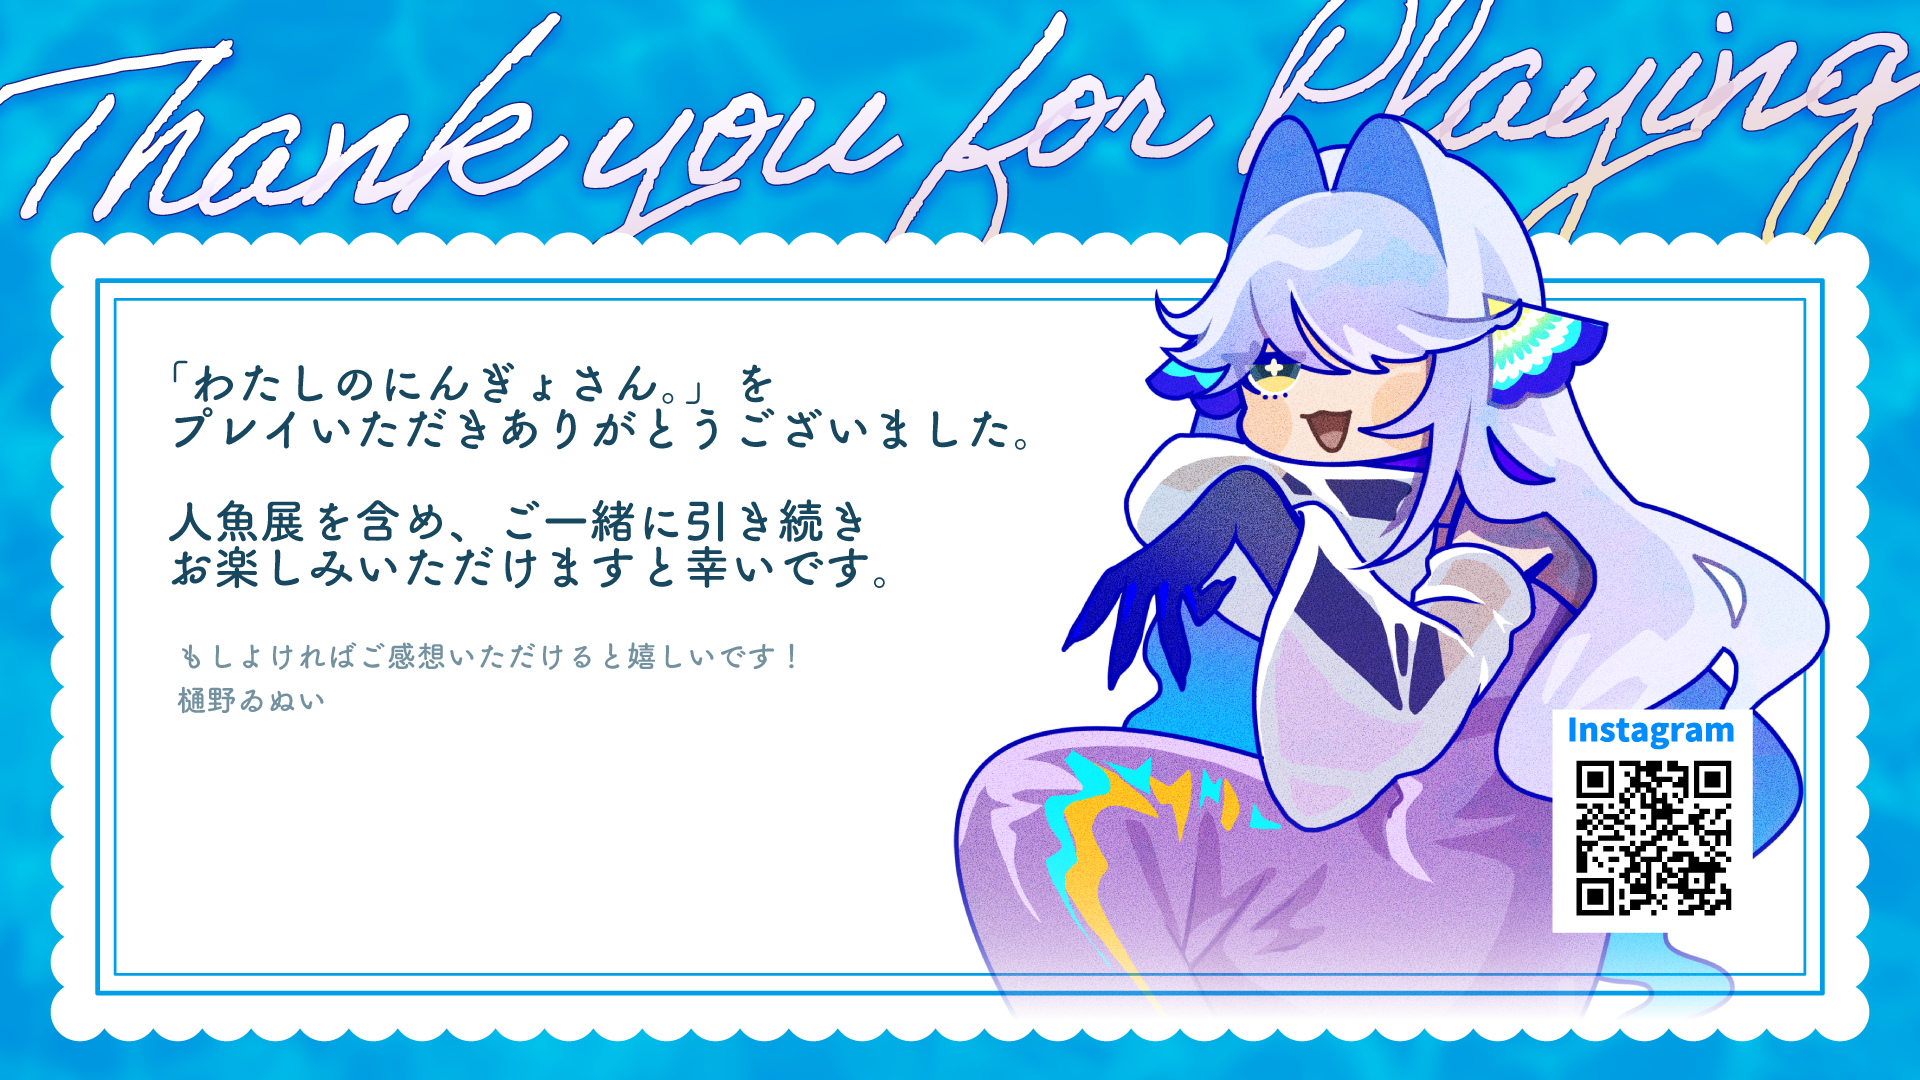 Thank you for Playing
「わたしのにんぎょさん。」を
プレイいただきありがとうございました。
人魚展を含め、ご一緒に引き続き
お楽しみいただけますと幸いです。
もしよければご感想いただけると嬉しいです！
樋野ゐぬい
Instagram